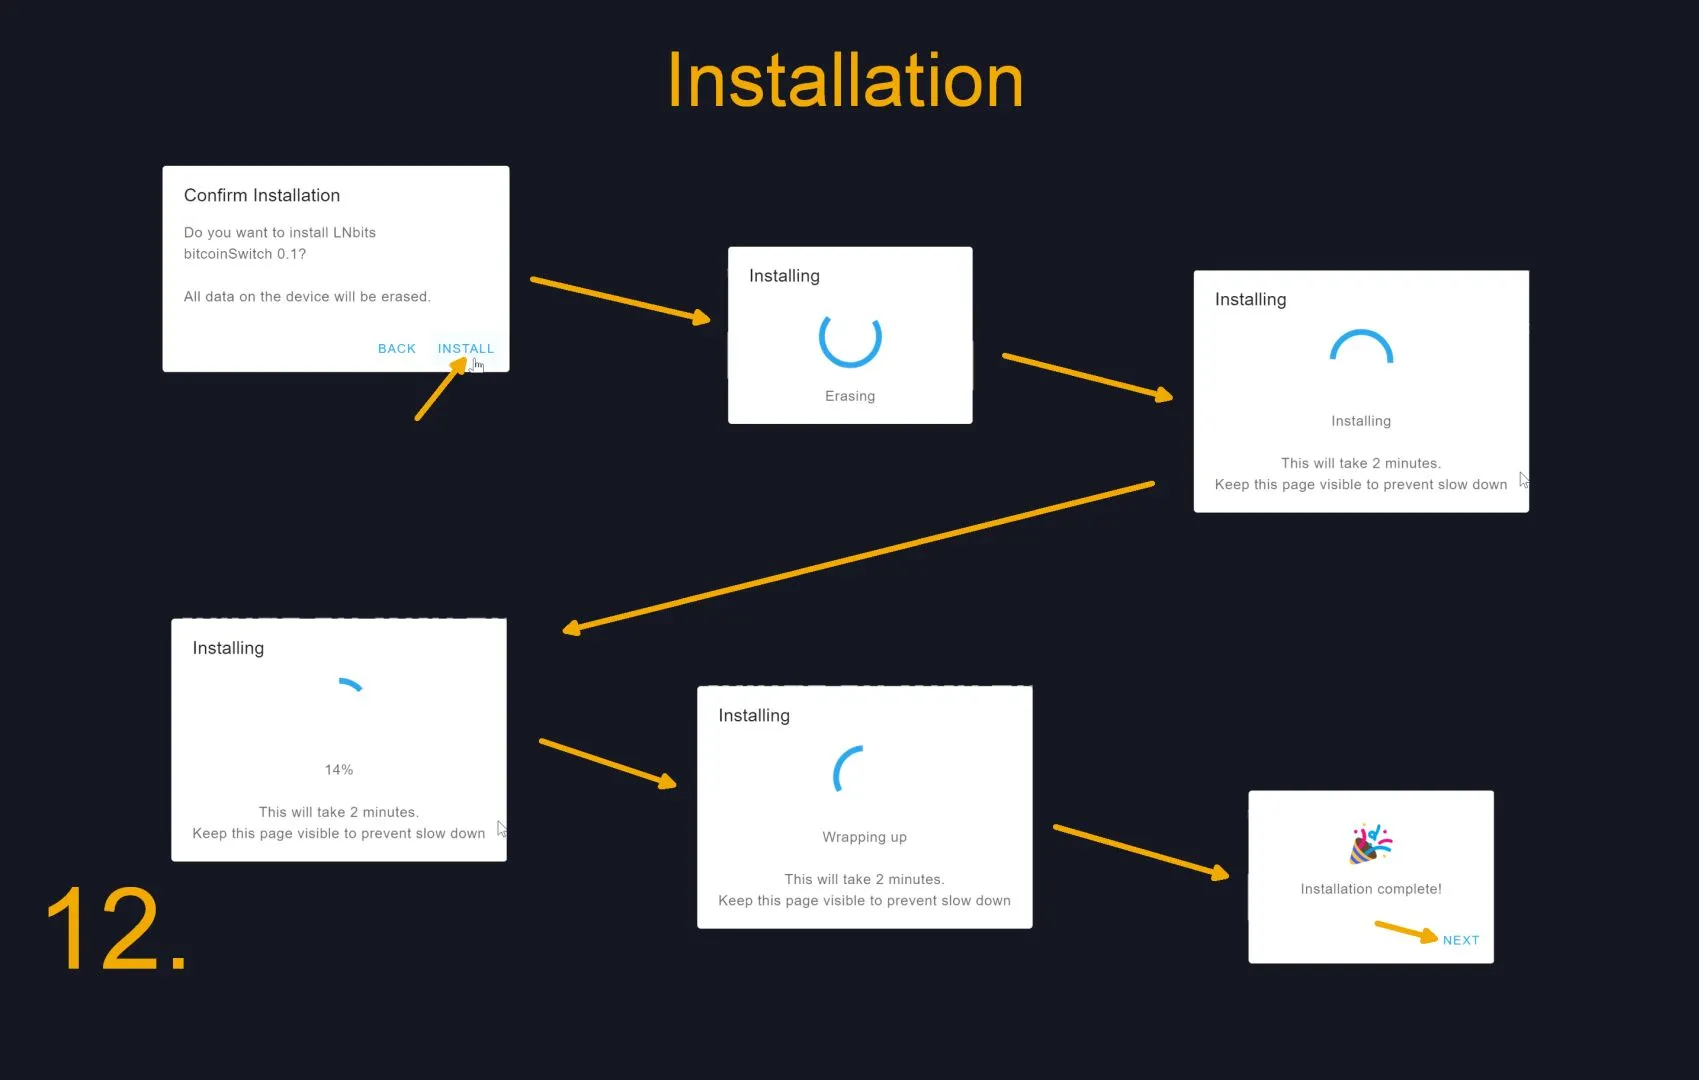 Installation
Confirm Installation
Do you want to install LNbits
bitcoinSwitch 0.1?
All data on the device will be erased.
BACK INSTALL
Installing
Erasing
Installing
Installing
This will take 2 minutes.
Keep this page visible to prevent slow down
Installing
14%
This will take 2 minutes.
Keep this page visible to prevent slow down
Installing
Wrapping up
This will take 2 minutes.
Keep this page visible to prevent slow down
Installation complete!
NEXT
12.